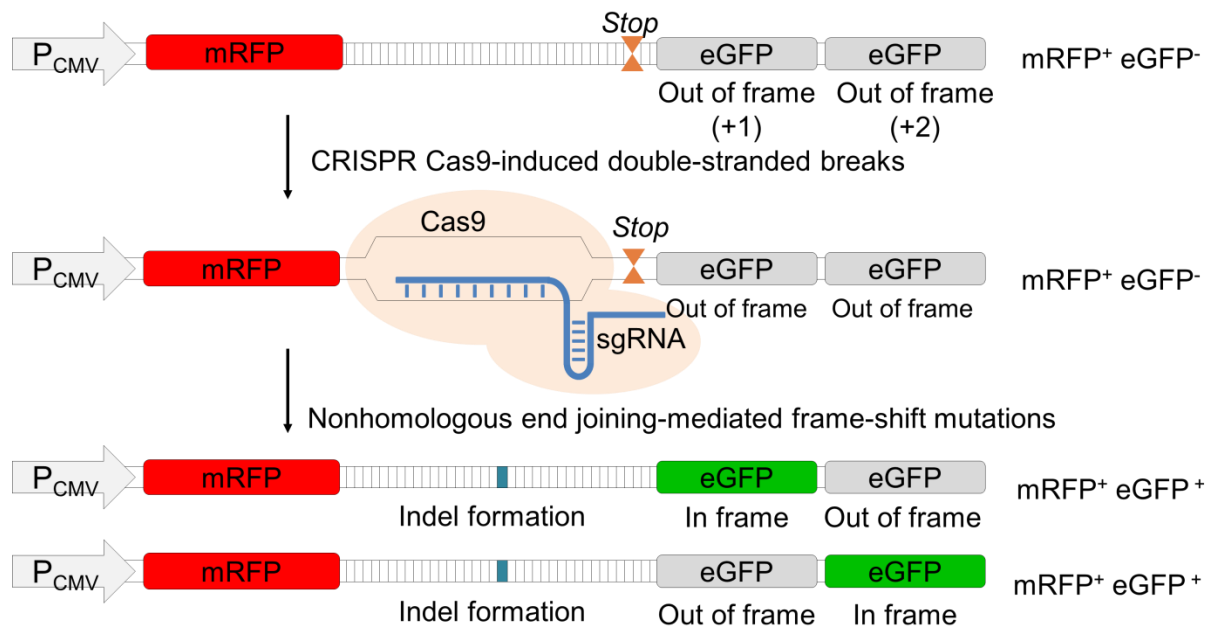 Stop
PCMV mRFP eGFP eGFP mRFP+ eGFP-
Out of frame Out of frame
(+1) (+2)
CRISPR Cas9-induced double-stranded breaks
Cas9 Stop
PCMV mRFP eGFP eGFP mRFP+ eGFP-
Out of frame Out of frame
sgRNA
Nonhomologous end joining-mediated frame-shift mutations
PCMV mRFP eGFP eGFP mRFP+ eGFP +
Indel formation In frame Out of frame
PCMV mRFP eGFP eGFP mRFP+ eGFP +
Indel formation Out of frame In frame